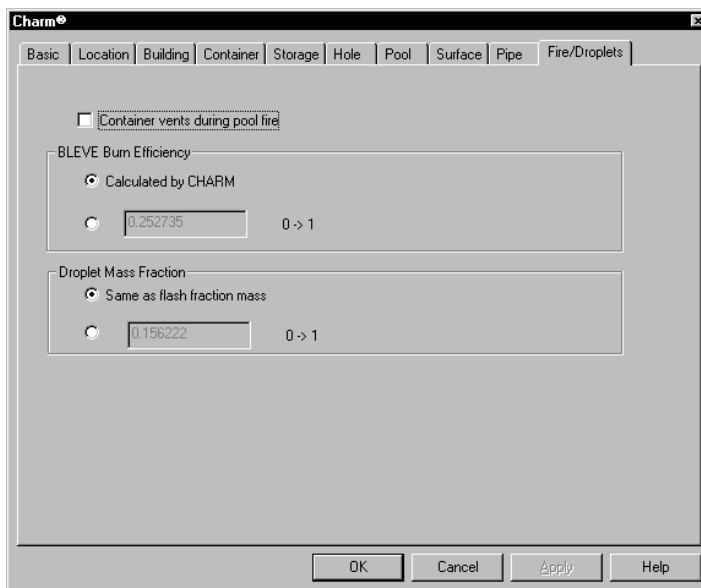 Charm®
Basic Location Building Container Storage Hole Pool Surface Pipe Fire/Droplets
Container vents during pool fire
BLEVE Burn Efficiency
Calculated by CHARM
0.252735 0 -> 1
Droplet Mass Fraction
Same as flash fraction mass
0.156222 0 -> 1
OK Cancel Apply Help